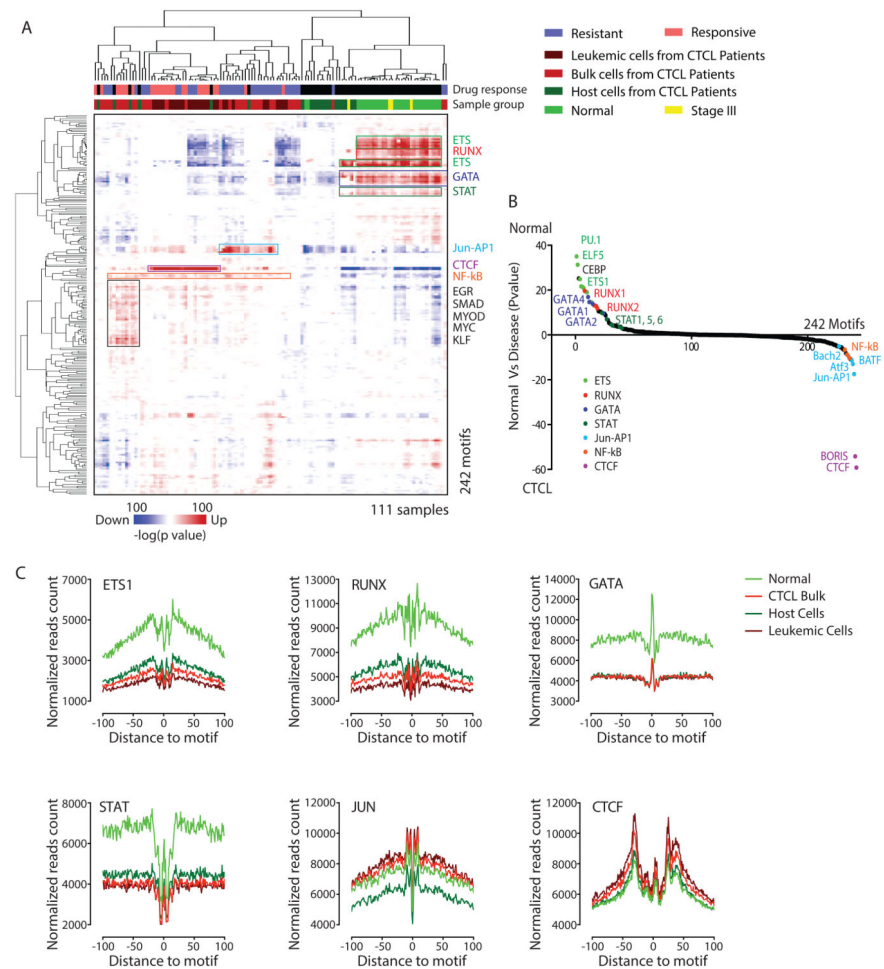 A
Resistant
Responsive
Leukemic cells from CTCL Patients
Bulk cells from CTCL Patients
Host cells from CTCL Patients
Normal
Stage III
Drug response
Sample group
ETS
RUNX
ETS
GATA
STAT
Jun-AP1
CTCF
NF-kB
EGR
SMAD
MYOD
MYC
KLF
242 motifs
111 samples
100 100
Down Up
-log(p value)
B
Normal
Normal Vs Disease (Pvalue)
40
20
0
-20
-40
-60
CTCL
PU.1
ELF5
CEBP
ETS1
RUNX1
GATA4
RUNX2
GATA1
GATA2
STAT1, 5, 6
242 Motifs
100
200
NF-kB
Bach2
BATF
Atf3
Jun-AP1
BORIS
CTCF
ETS
RUNX
GATA
STAT
Jun-AP1
NF-kB
CTCF
C
ETS1
Normalized reads count
7000
5000
3000
1000
-100 -50 0 50 100
Distance to motif
RUNX
Normalized reads count
13000
11000
9000
7000
5000
3000
-100 -50 0 50 100
Distance to motif
GATA
Normalized reads count
14000
12000
10000
8000
6000
4000
2000
-100 -50 0 50 100
Distance to motif
Normal
CTCL Bulk
Host Cells
Leukemic Cells
STAT
Normalized reads count
8000
6000
4000
2000
-100 -50 0 50 100
Distance to motif
JUN
Normalized reads count
12000
10000
8000
6000
4000
-100 -50 0 50 100
Distance to motif
CTCF
Normalized reads count
12000
10000
8000
6000
4000
-100 -50 0 50 100
Distance to motif